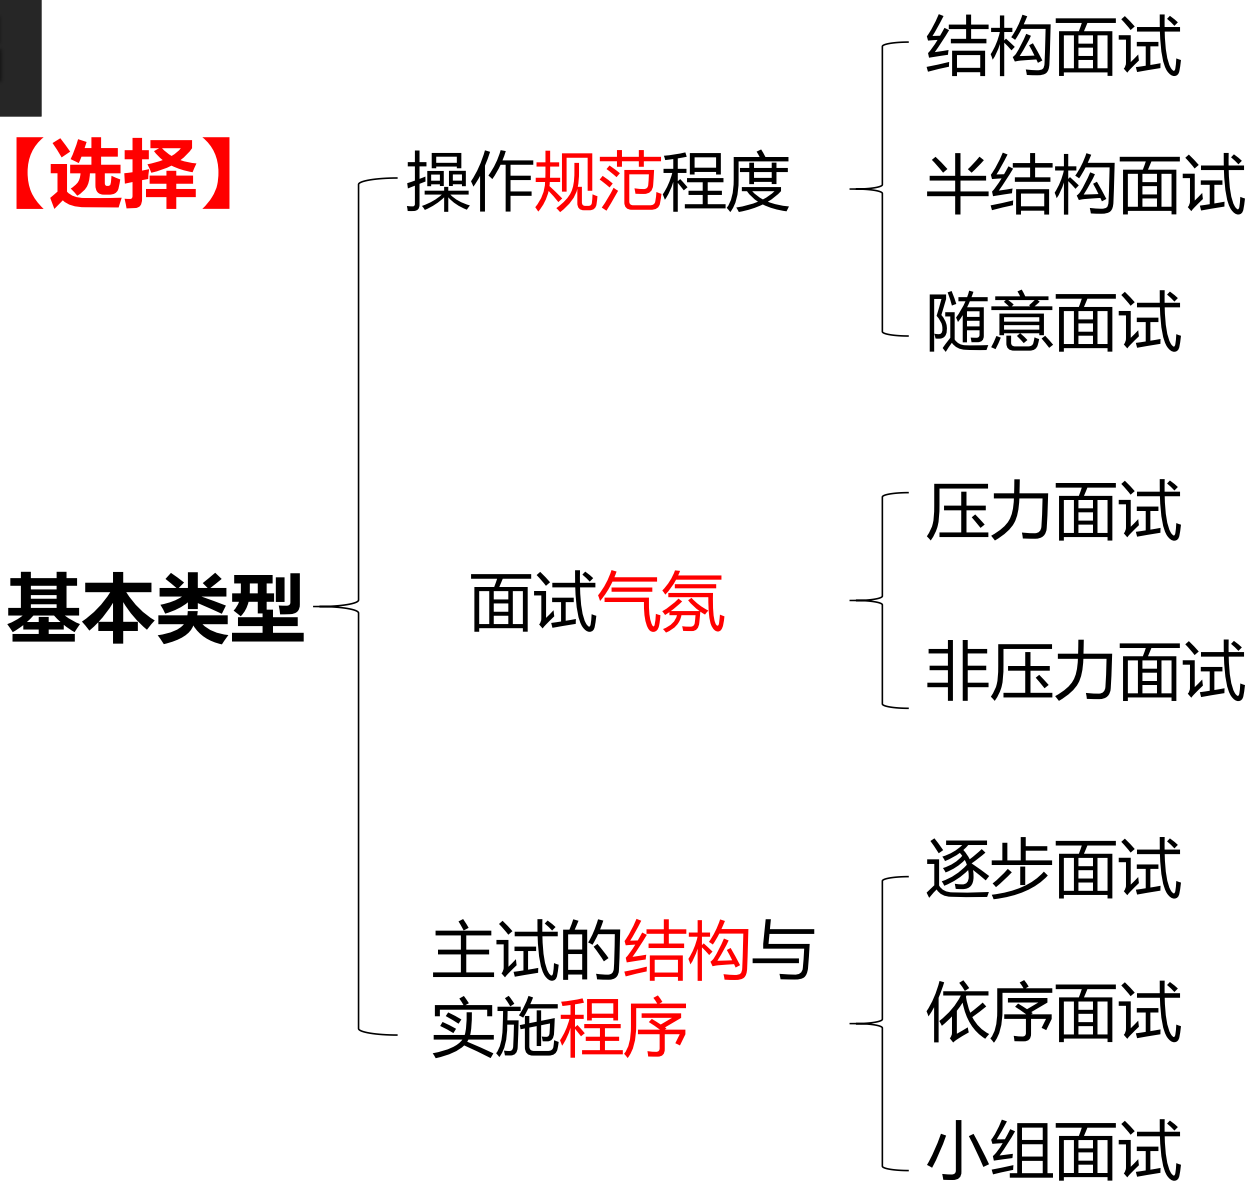 【选择】
基本类型
操作规范程度
结构面试
半结构面试
随意面试
面试气氛
压力面试
非压力面试
主试的结构与
实施程序
逐步面试
依序面试
小组面试